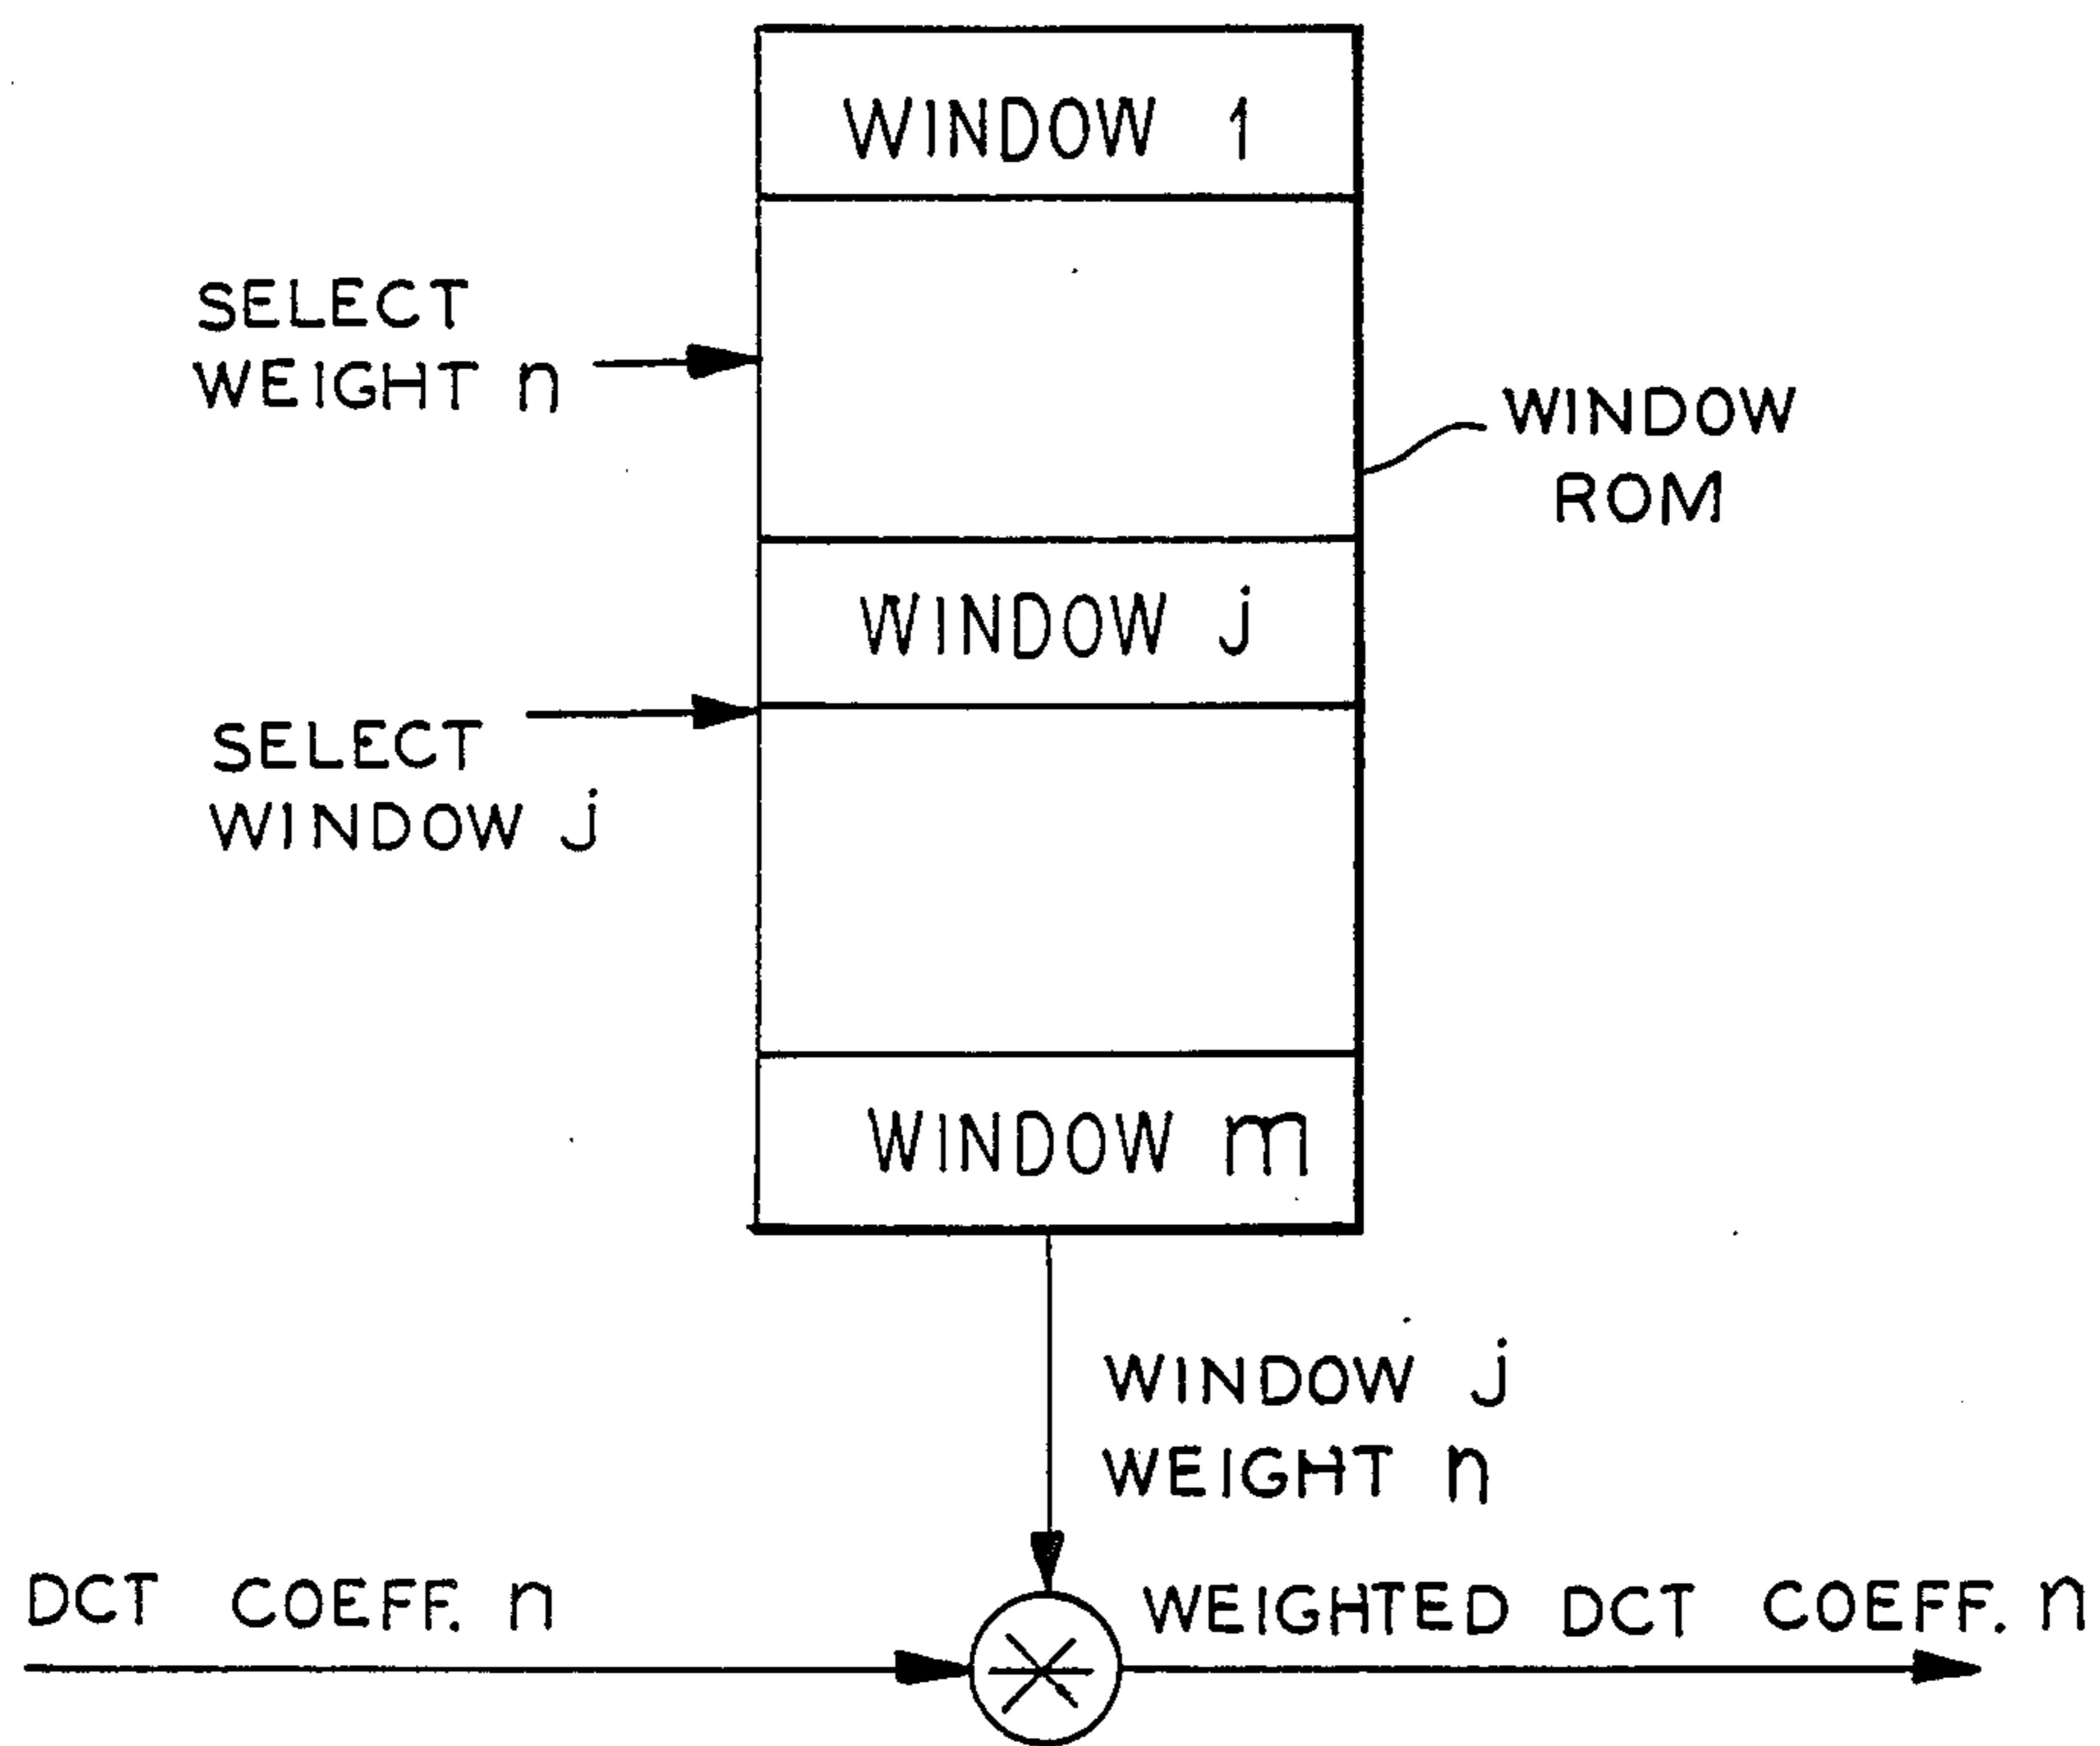 WINDOW 1
SELECT
WEIGHT n
WINDOW
ROM
WINDOW j
SELECT
WINDOW j
WINDOW m
WINDOW j
WEIGHT n
DCT COEFF. n
WEIGHTED DCT COEFF. n